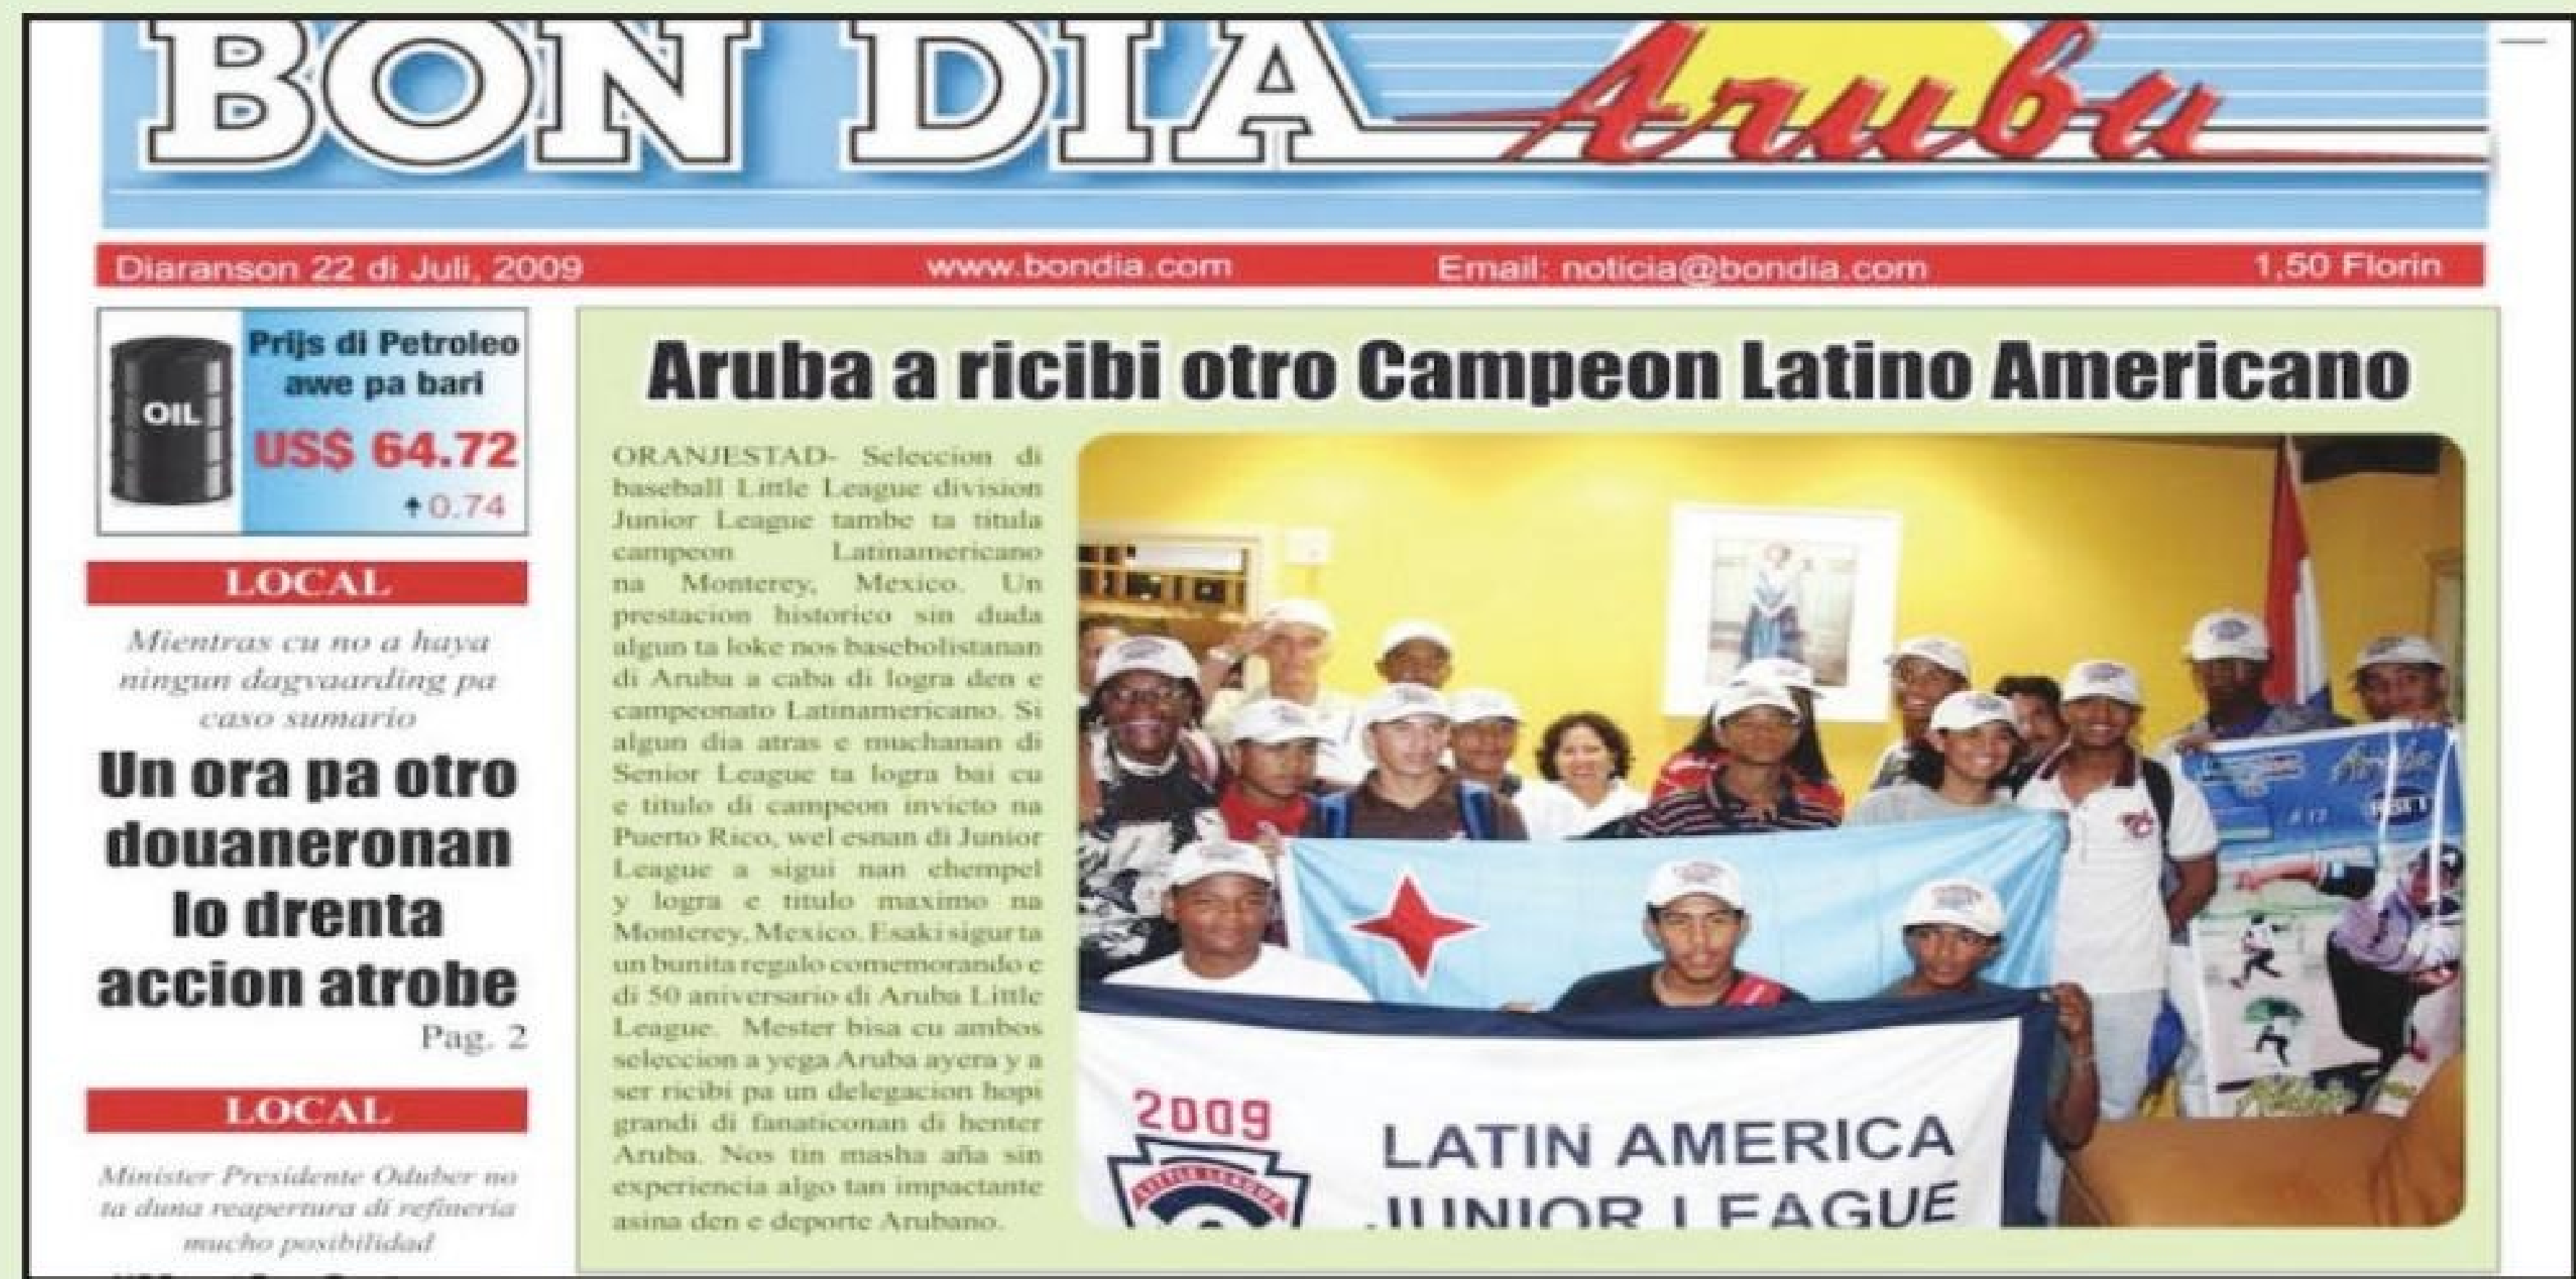 BON DIA Aruba
Diaranson 22 di Juli, 2009 www.bondia.com Email: noticia@bondia.com 1,50 Florin
OIL
Prijs di Petroleo
awe pa bari
US$ 64.72
0.74
LOCAL
Mientras cu no a haya
ningun dagvaarding pa
caso sumario
Un ora pa otro
douaneronan
lo drenta
accion atrobe
Pag. 2
LOCAL
Minister Presidente Oduber no
ta duna reapertura di refineria
mucho posibilidad
Aruba a ricibi otro Campeon Latino Americano
ORANJESTAD- Seleccion di
baseball Little League division
Junior League tambe ta titula
campeon Latinamericano
na Monterey, Mexico. Un
prestacion historico sin duda
algun ta loke nos basebolistanan
di Aruba a caba di logra den e
campeonato Latinamericano. Si
algun dia atras e muchanan di
Senior League ta logra bai cu
e titulo di campeon invicto na
Puerto Rico, wel esnan di Junior
League a sigui nan ehempel
y logra e titulo maximo na
Monterey, Mexico. Esaki sigur ta
un bunita regalo comemorando e
di 50 aniversario di Aruba Little
League. Mester bisa cu ambos
seleccion a yega Aruba ayera y a
ser ricibi pa un delegacion hopi
grandi di fanaticonan di henter
Aruba. Nos tin masha aña sin
experiencia algo tan impactante
asina den e deporte Arubano.
Aruba
#17
2009
LITTLE LEAGUE
LATIN AMERICA
JUNIOR LEAGUE